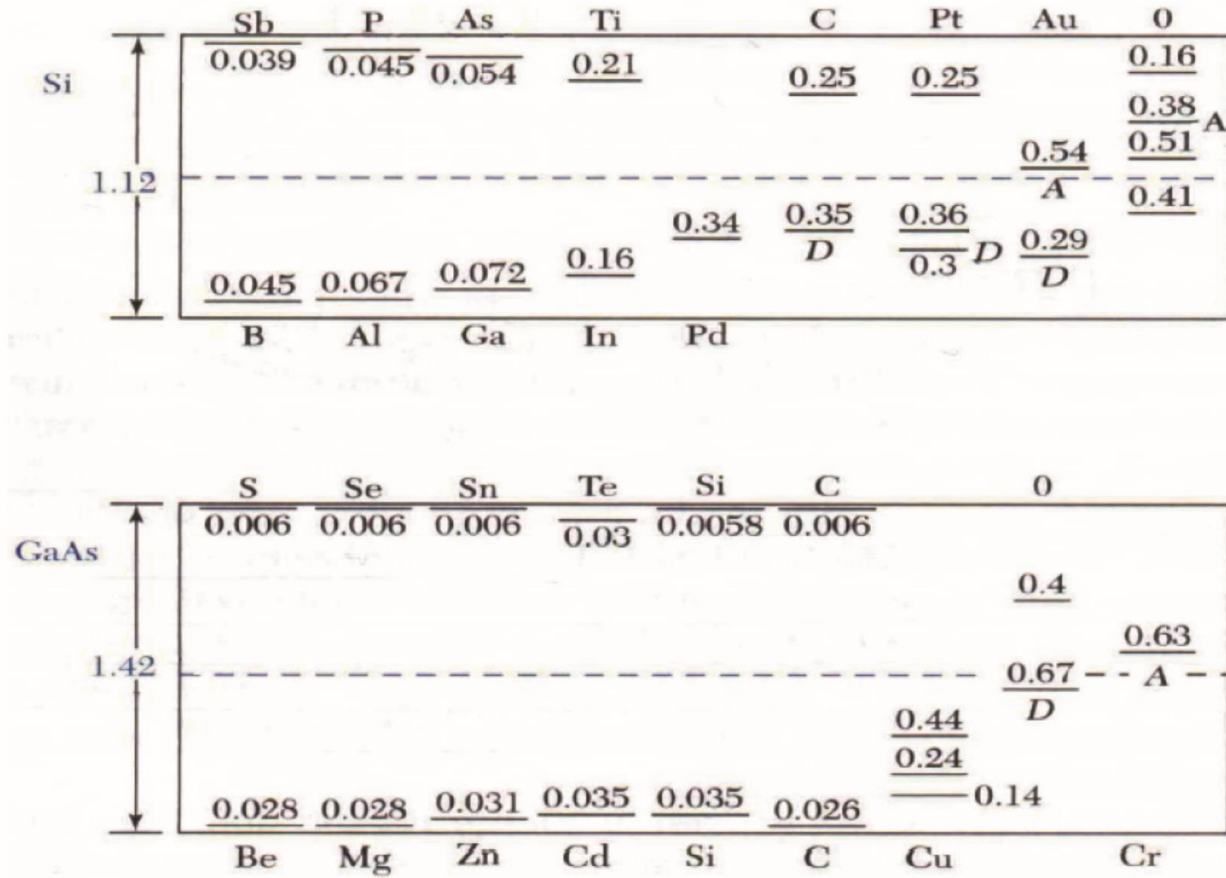 Sb P As Ti C Pt Au 0
0.039 0.045 0.054 0.21 0.25 0.25 0.16
Si
0.38 A
0.54 0.51
1.12
A 0.41
0.34 0.35 0.36 0.29
D 0.3 D D
0.045 0.067 0.072 0.16
B Al Ga In Pd
S Se Sn Te Si C 0
0.006 0.006 0.006 0.03 0.0058 0.006
GaAs
0.4
0.63
1.42 0.67 A
D
0.44
0.24
0.14
0.028 0.028 0.031 0.035 0.035 0.026
Be Mg Zn Cd Si C Cu Cr